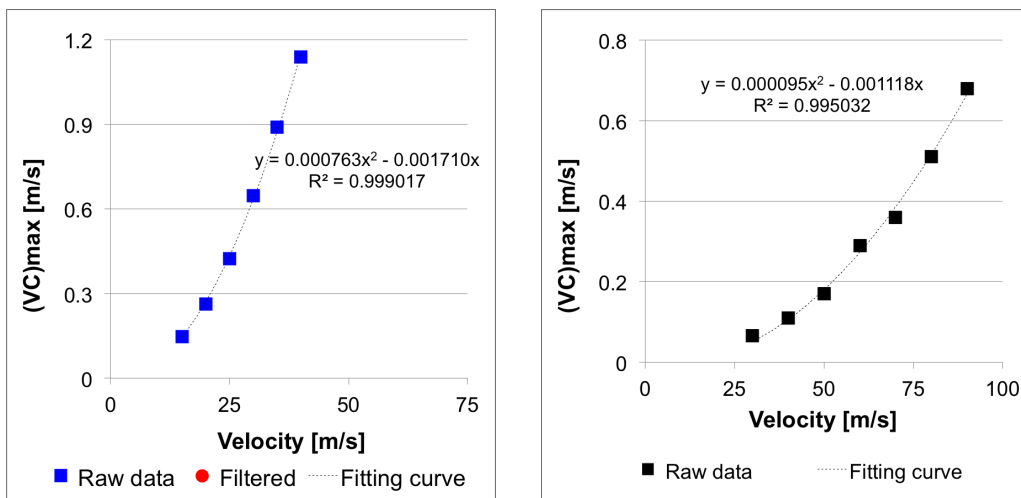 1.2
0.9
0.6
0.3
0
(VC)max [m/s]
y = 0.000763x² - 0.001710x
R² = 0.999017
0 25 50 75
Velocity [m/s]
Raw data Filtered Fitting curve
0.8
0.6
0.4
0.2
0
(VC)max [m/s]
y = 0.000095x² - 0.001118x
R² = 0.995032
0 25 50 75 100
Velocity [m/s]
Raw data Fitting curve